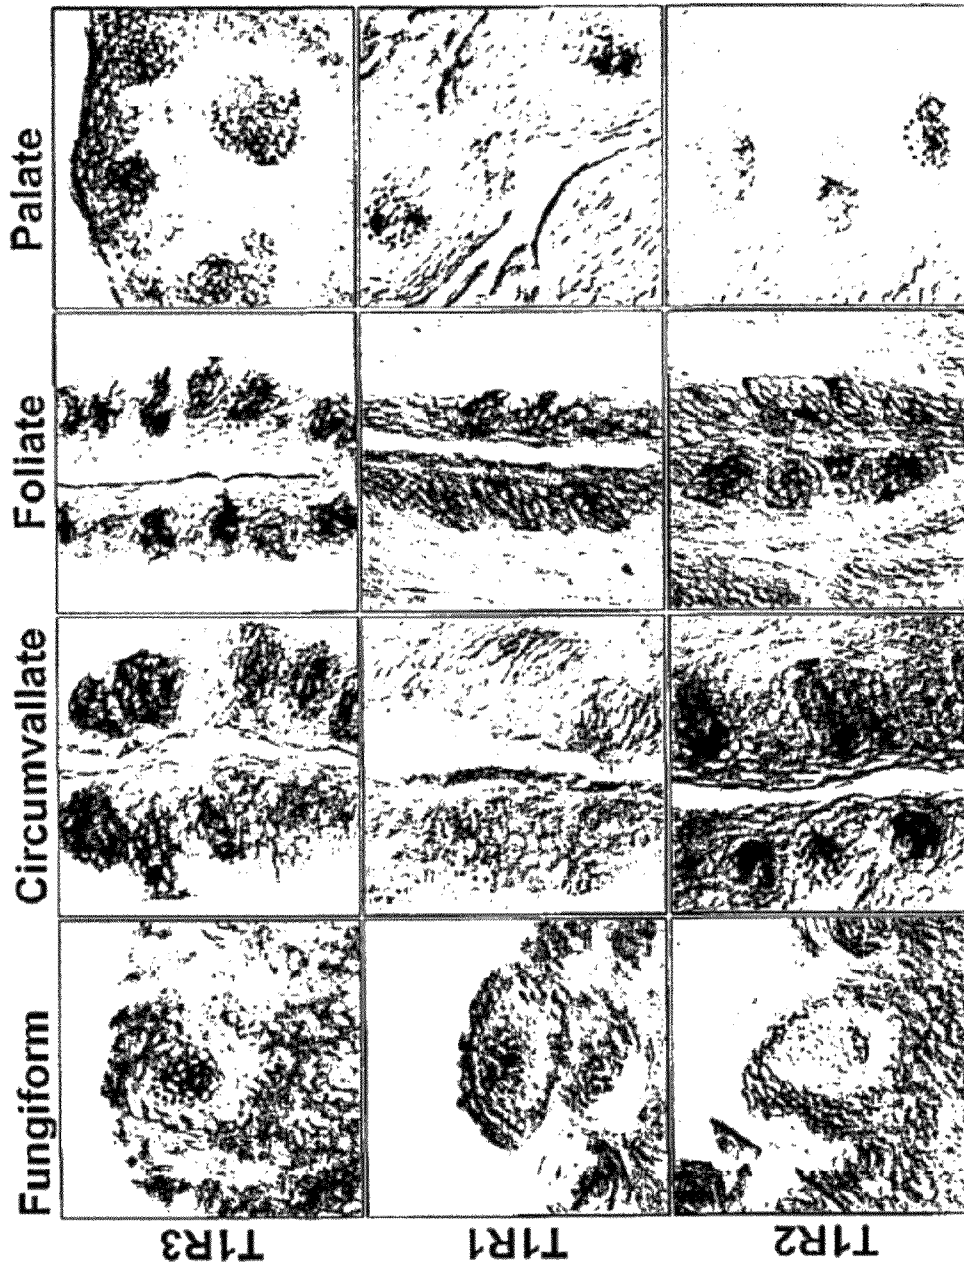 Palate
Foliate
Circumvallate
Fungiform
T1R3
T1R1
T1R2